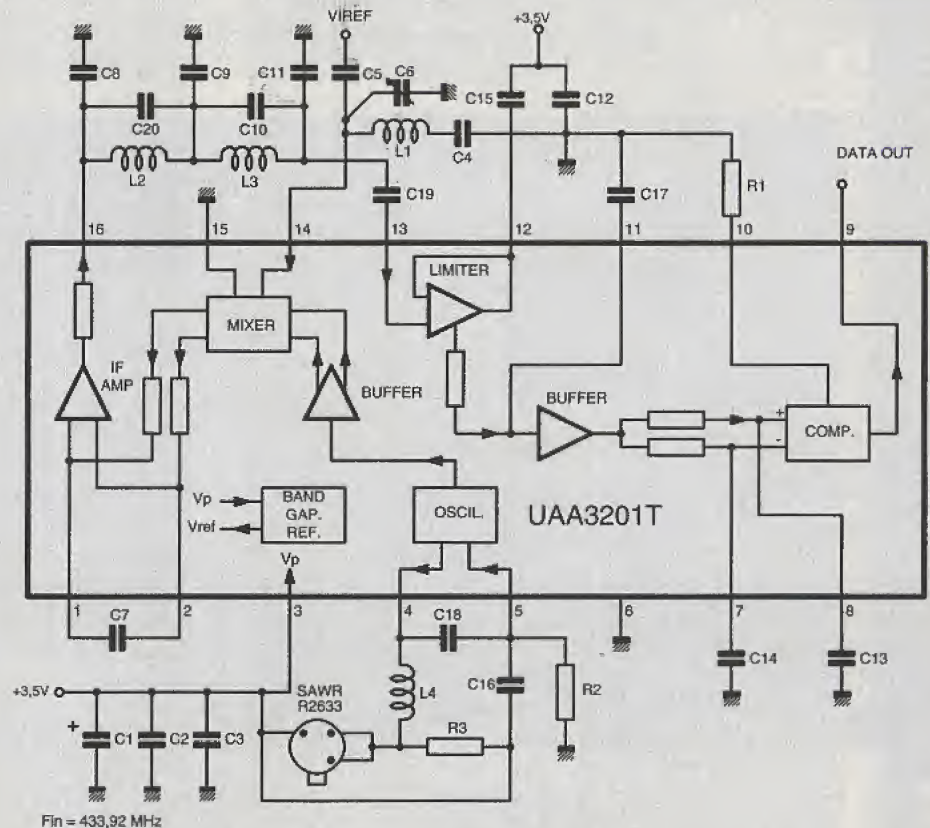 VIREF
+3,5V
C8
C9
C11
C5
C6
C15
C12
C20
C10
L1
C4
L2
L3
C19
C17
R1
DATA OUT
16
15
14
13
12
11
10
9
LIMITER
MIXER
IF
AMP
BUFFER
BUFFER
+
-
COMP.
Vp
Vref
BAND
GAP.
REF.
OSCIL.
UAA3201T
Vp
1
2
3
4
5
6
7
8
C7
C18
C14
C13
+3,5V
SAWR
R2633
L4
C16
R2
+
C1
C2
C3
R3
Fin = 433,92 MHz